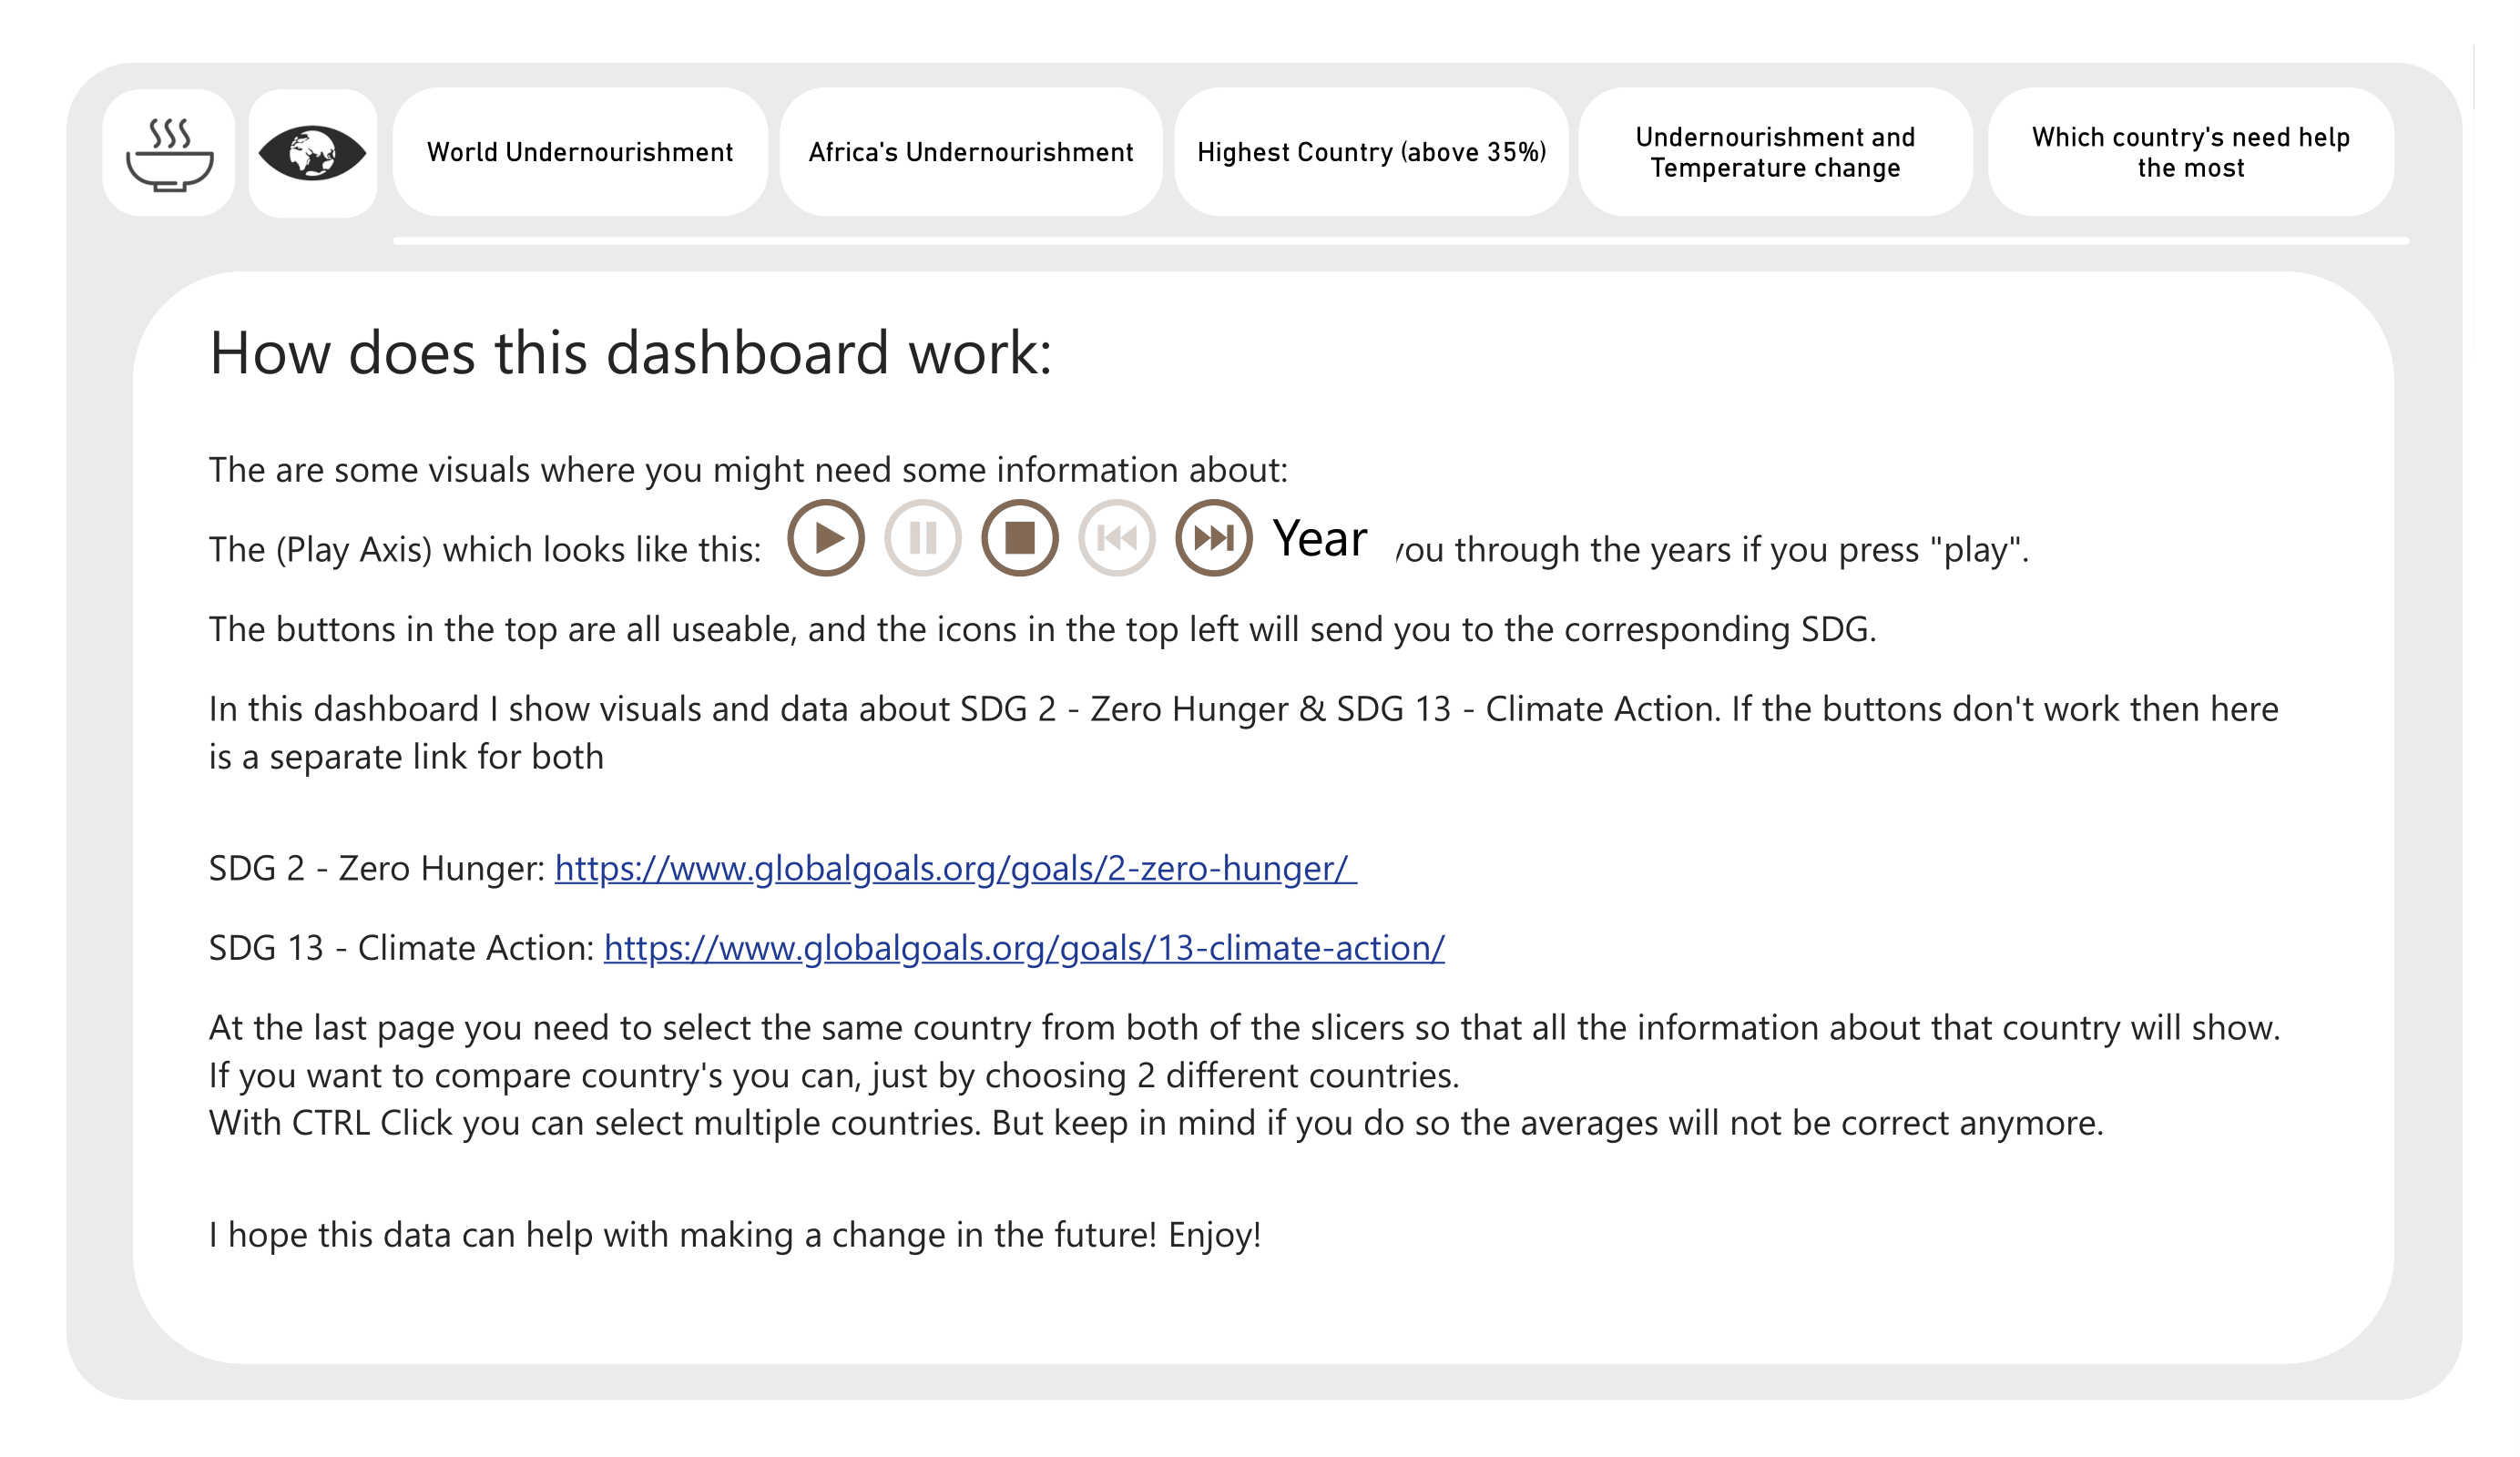 World Undernourishment
Africa's Undernourishment
Highest Country (above 35%)
Undernourishment and
Temperature change
Which country's need help
the most
How does this dashboard work:
The are some visuals where you might need some information about:
The (Play Axis) which looks like this: Year you through the years if you press "play".
The buttons in the top are all useable, and the icons in the top left will send you to the corresponding SDG.
In this dashboard I show visuals and data about SDG 2 - Zero Hunger & SDG 13 - Climate Action. If the buttons don't work then here
is a separate link for both
SDG 2 - Zero Hunger: https://www.globalgoals.org/goals/2-zero-hunger/
SDG 13 - Climate Action: https://www.globalgoals.org/goals/13-climate-action/
At the last page you need to select the same country from both of the slicers so that all the information about that country will show.
If you want to compare country's you can, just by choosing 2 different countries.
With CTRL Click you can select multiple countries. But keep in mind if you do so the averages will not be correct anymore.
I hope this data can help with making a change in the future! Enjoy!